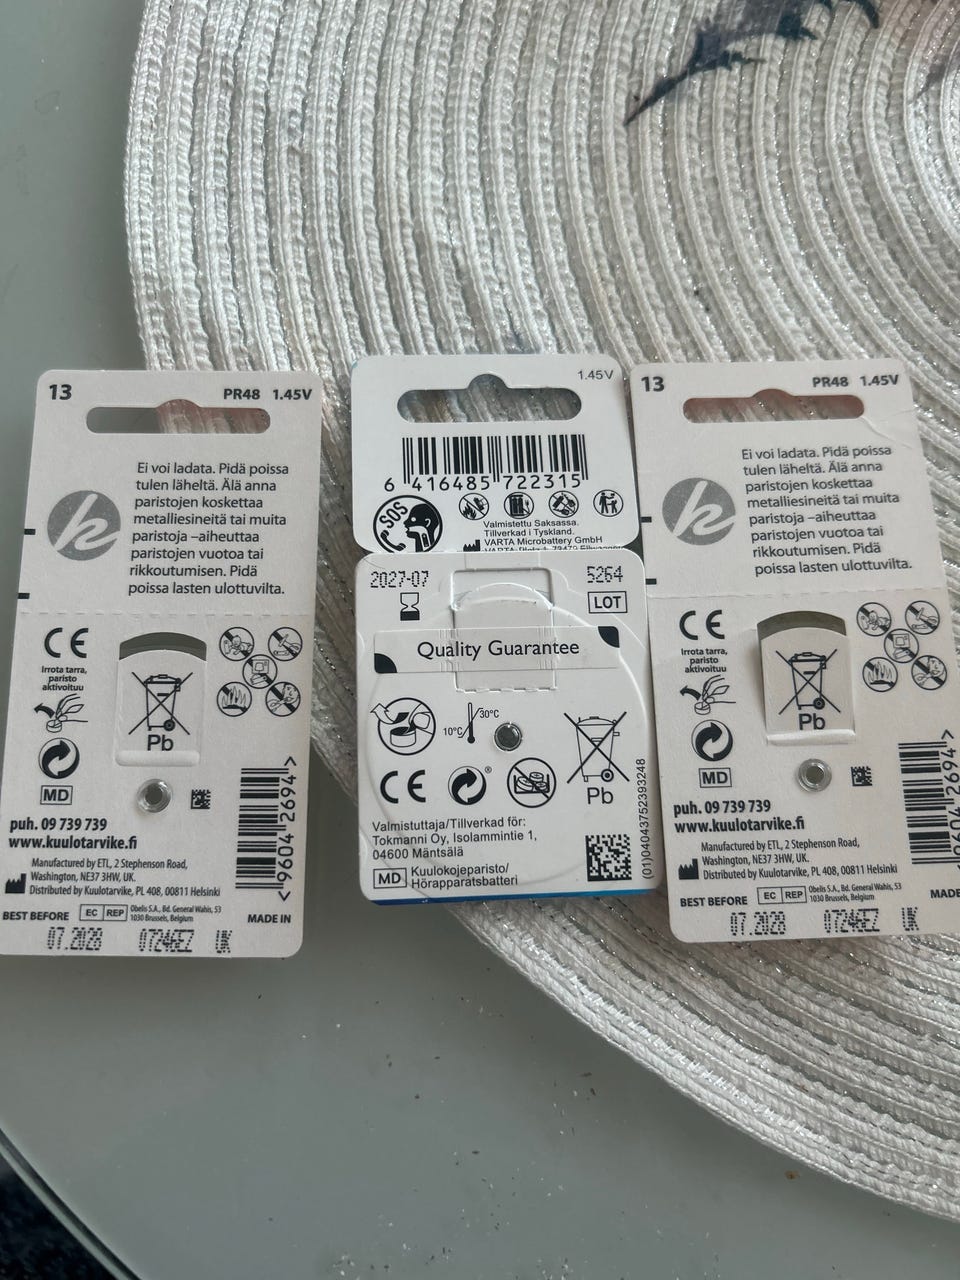 13 PR48 1.45V
Ei voi ladata. Pidä poissa
tulen läheltä. Älä anna
paristojen koskettaa
metalliesineitä tai muita
paristoja –aiheuttaa
paristojen vuotoa tai
rikkoutumisen. Pidä
poissa lasten ulottuvilta.
k
CE
Irrota tarra,
paristo
aktivoituu
Pb
MD
puh. 09 739 739
www.kuulotarvike.fi
Manufactured by ETL, 2 Stephenson Road,
Washington, NE37 3HW, UK.
Distributed by Kuulotarvike, PL 408, 00811 Helsinki
BEST BEFORE EC REP Obelis S.A., Bd. General Wahis, 53
1030 Brussels, Belgium MADE IN
07.2028 07246EZ UK
<9604"2694>
1.45V
6 416485 722315
SOS
Valmistettu Saksassa.
Tillverkad i Tyskland.
VARTA Microbattery GmbH
2027-07 5264
LOT
Quality Guarantee
10°C 30°C
CE
Pb
Valmistuttaja/Tillverkad för:
Tokmanni Oy, Isolammintie 1,
04600 Mäntsälä
MD Kuulokojeparisto/
Hörapparatsbatteri
(01)04043752393248
13 PR48 1.45V
Ei voi ladata. Pidä poissa
tulen läheltä. Älä anna
paristojen koskettaa
metalliesineitä tai muita
paristoja –aiheuttaa
paristojen vuotoa tai
rikkoutumisen. Pidä
poissa lasten ulottuvilta.
k
CE
Irrota tarra,
paristo
aktivoituu
Pb
MD
puh. 09 739 739
www.kuulotarvike.fi
Manufactured by ETL, 2 Stephenson Road,
Washington, NE37 3HW, UK.
Distributed by Kuulotarvike, PL 408, 00811 Helsinki
BEST BEFORE EC REP Obelis S.A., Bd. General Wahis, 53
1030 Brussels, Belgium MADE
07.2028 07246EZ UK
9604"2694>